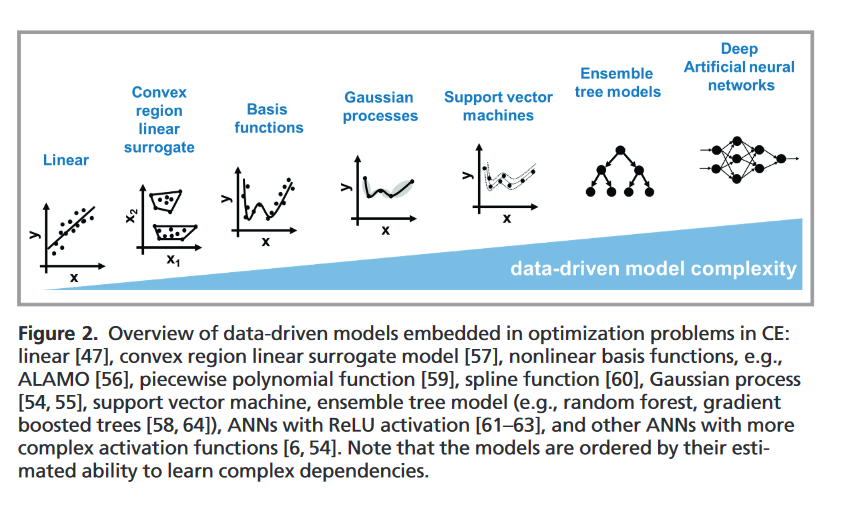 Linear
Convex
region
linear
surrogate
Basis
functions
Gaussian
processes
Support vector
machines
Ensemble
tree models
Deep
Artificial neural
networks
y
x
x₂
x₁
y
x
y
x
y
x
data-driven model complexity
Figure 2. Overview of data-driven models embedded in optimization problems in CE:
linear [47], convex region linear surrogate model [57], nonlinear basis functions, e.g.,
ALAMO [56], piecewise polynomial function [59], spline function [60], Gaussian process
[54, 55], support vector machine, ensemble tree model (e.g., random forest, gradient
boosted trees [58, 64]), ANNs with ReLU activation [61–63], and other ANNs with more
complex activation functions [6, 54]. Note that the models are ordered by their esti-
mated ability to learn complex dependencies.